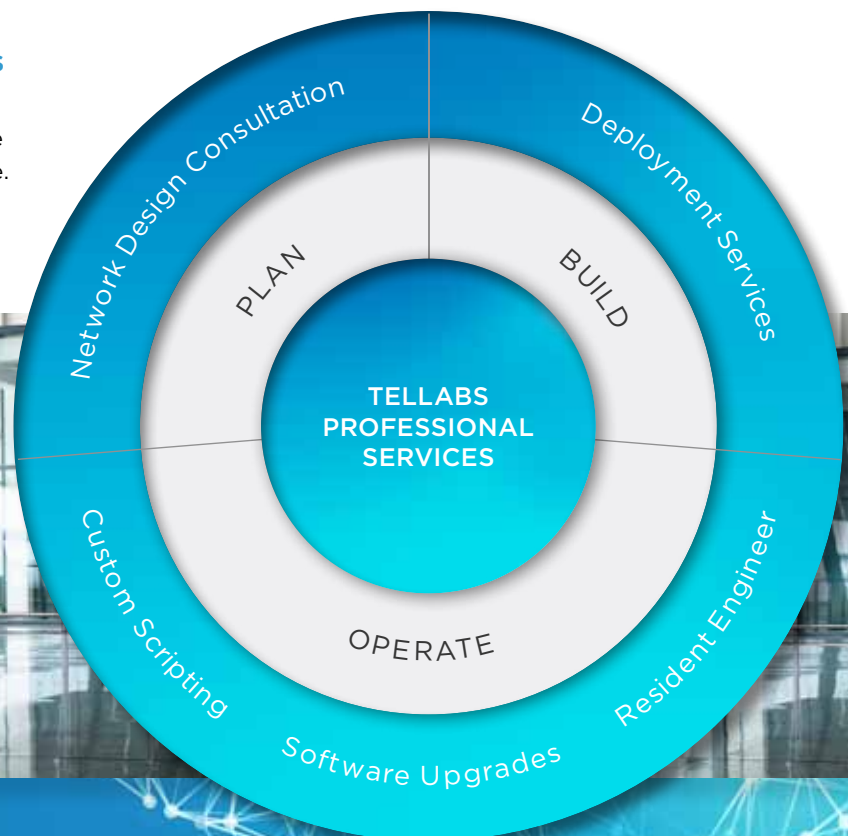 Network Design Consultation
Deployment Services
PLAN
BUILD
TELLABS
PROFESSIONAL
SERVICES
OPERATE
Custom Scripting
Software Upgrades
Resident Engineer